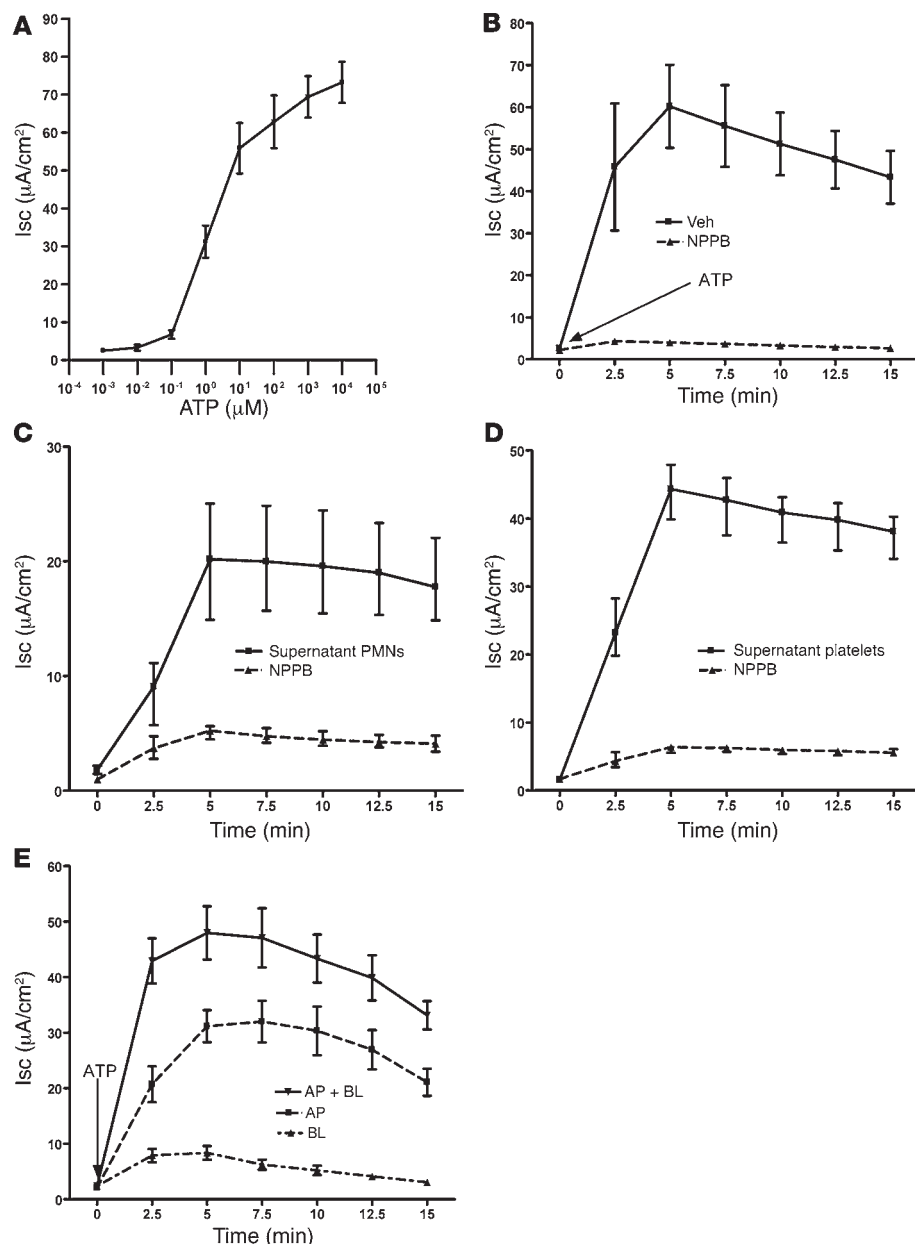 A
Isc (μA/cm²)
90
80
70
60
50
40
30
20
10
0
10⁻⁴ 10⁻³ 10⁻² 10⁻¹ 10⁰ 10¹ 10² 10³ 10⁴ 10⁵
ATP (μM)
B
Isc (μA/cm²)
80
70
60
50
40
30
20
10
0
Veh
NPPB
ATP
0 2.5 5 7.5 10 12.5 15
Time (min)
C
Isc (μA/cm²)
30
20
10
0
Supernatant PMNs
NPPB
0 2.5 5 7.5 10 12.5 15
Time (min)
D
Isc (μA/cm²)
50
40
30
20
10
0
Supernatant platelets
NPPB
0 2.5 5 7.5 10 12.5 15
Time (min)
E
Isc (μA/cm²)
60
50
40
30
20
10
0
ATP
AP + BL
AP
BL
0 2.5 5 7.5 10 12.5 15
Time (min)